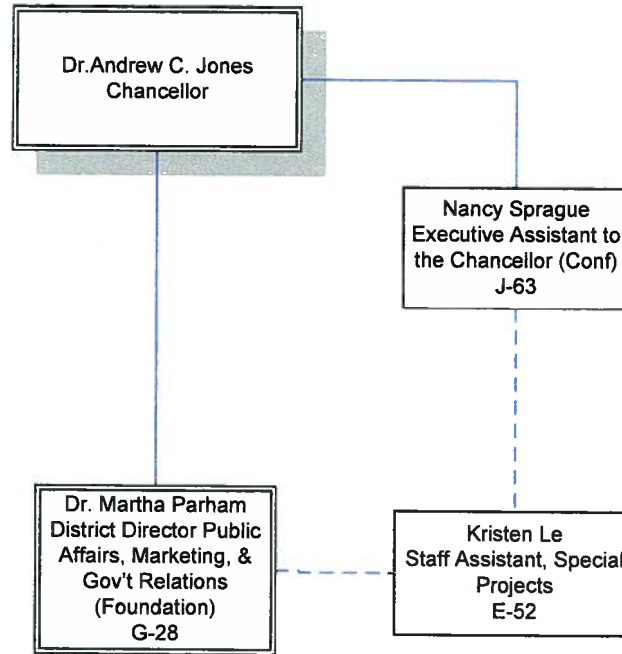 Dr.Andrew C. Jones
Chancellor
Nancy Sprague
Executive Assistant to
the Chancellor (Conf)
J-63
Dr. Martha Parham
District Director Public
Affairs, Marketing, &
Gov't Relations
(Foundation)
G-28
Kristen Le
Staff Assistant, Special
Projects
E-52